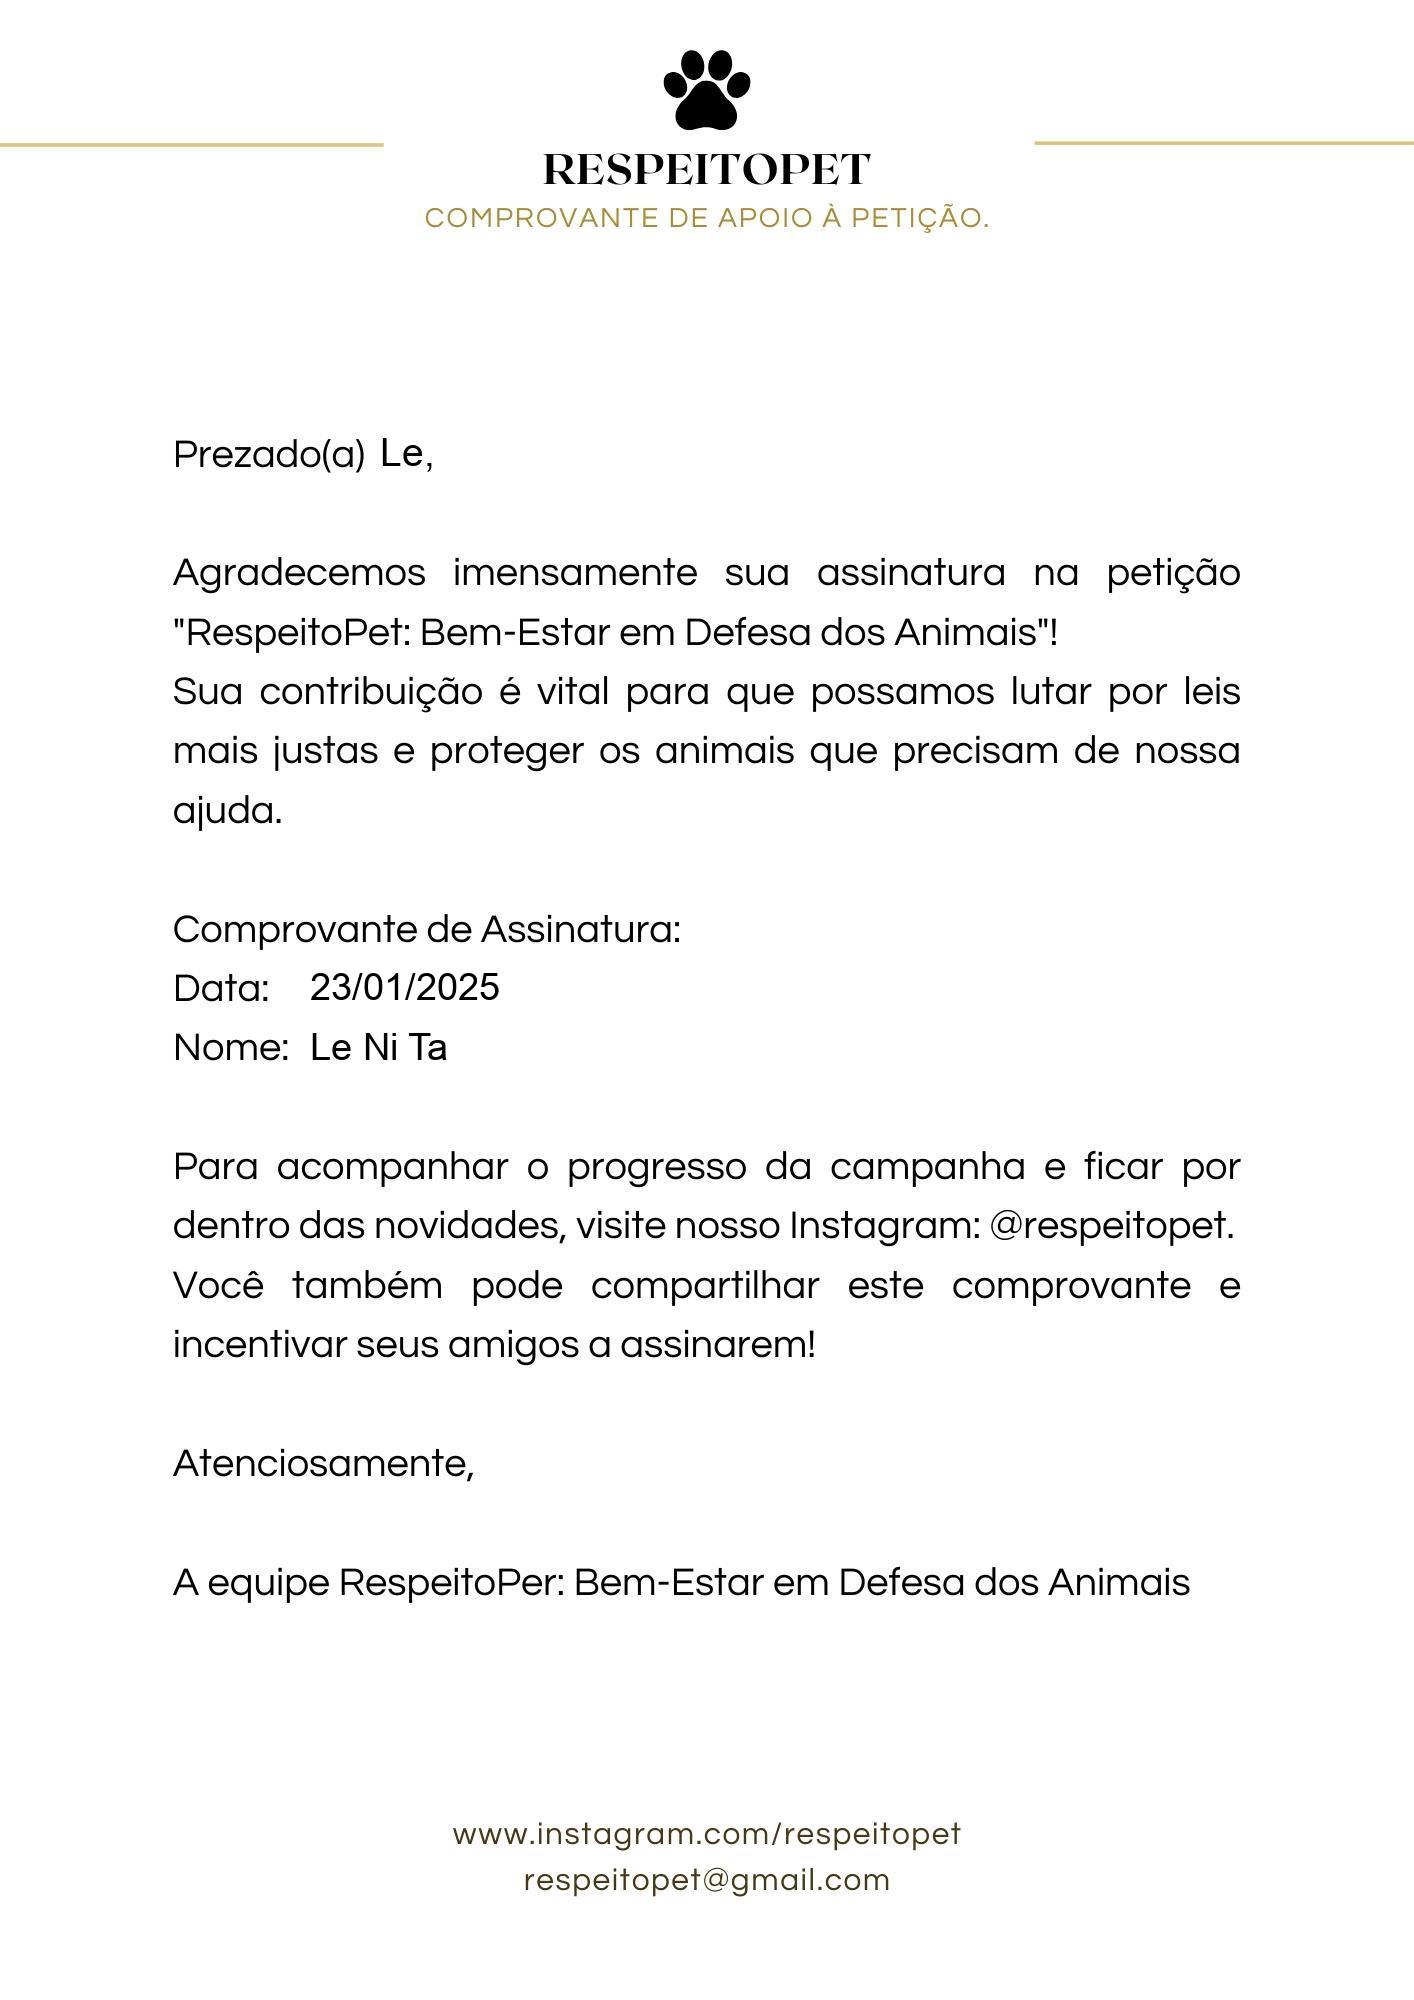 RESPEITOPET
COMPROVANTE DE APOIO À PETIÇÃO.
Prezado(a) Le,
Agradecemos imensamente sua assinatura na petição
"RespeitoPet: Bem-Estar em Defesa dos Animais"!
Sua contribuição é vital para que possamos lutar por leis
mais justas e proteger os animais que precisam de nossa
ajuda.
Comprovante de Assinatura:
Data: 23/01/2025
Nome: Le Ni Ta
Para acompanhar o progresso da campanha e ficar por
dentro das novidades, visite nosso Instagram: @respeitopet.
Você também pode compartilhar este comprovante e
incentivar seus amigos a assinarem!
Atenciosamente,
A equipe RespeitoPer: Bem-Estar em Defesa dos Animais
www.instagram.com/respeitopet
respeitopet@gmail.com